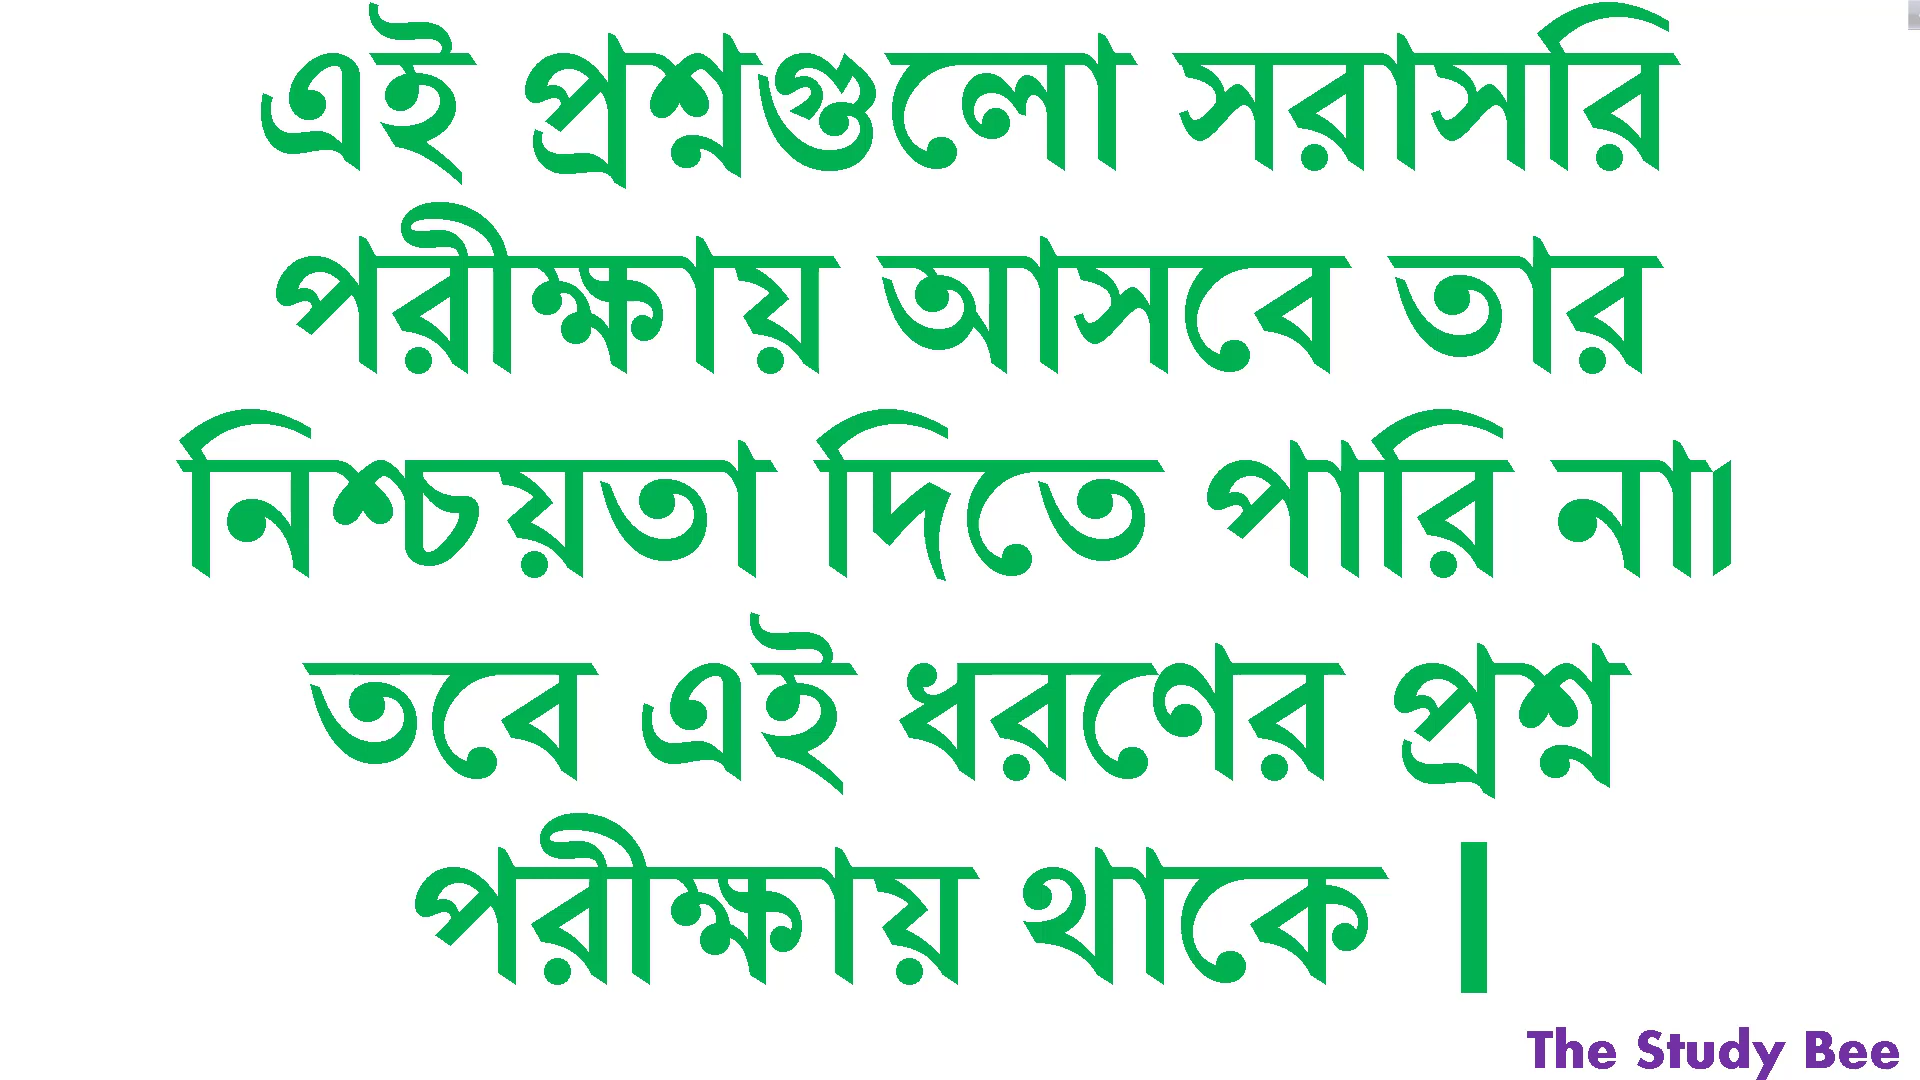 এই প্রশ্নগুলো সরাসরি
পরীক্ষায় আসবে তার
নিশ্চয়তা দিতে পারি না৷
তবে এই ধরণের প্রশ্ন
পরীক্ষায় থাকে |
The Study Bee